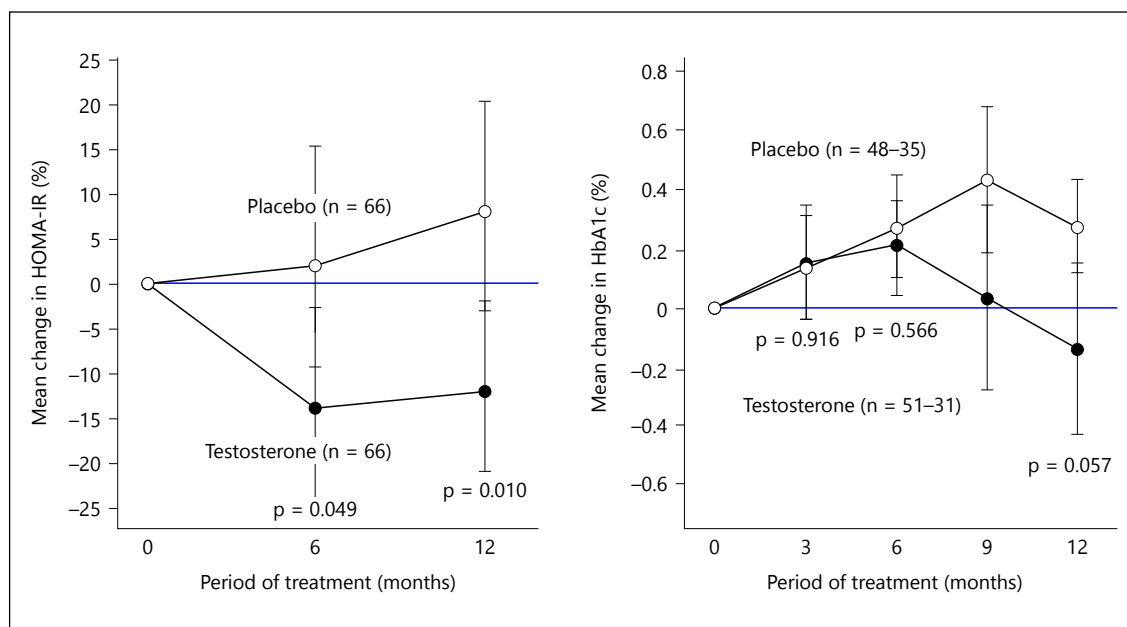 Mean change in HOMA-IR (%)
25
20
15
10
5
0
–5
–10
–15
–20
–25
Placebo (n = 66)
Testosterone (n = 66)
p = 0.049
p = 0.010
0
6
12
Period of treatment (months)
Mean change in HbA1c (%)
0.8
0.6
0.4
0.2
0
–0.2
–0.4
–0.6
Placebo (n = 48–35)
p = 0.916
p = 0.566
Testosterone (n = 51–31)
p = 0.057
0
3
6
9
12
Period of treatment (months)